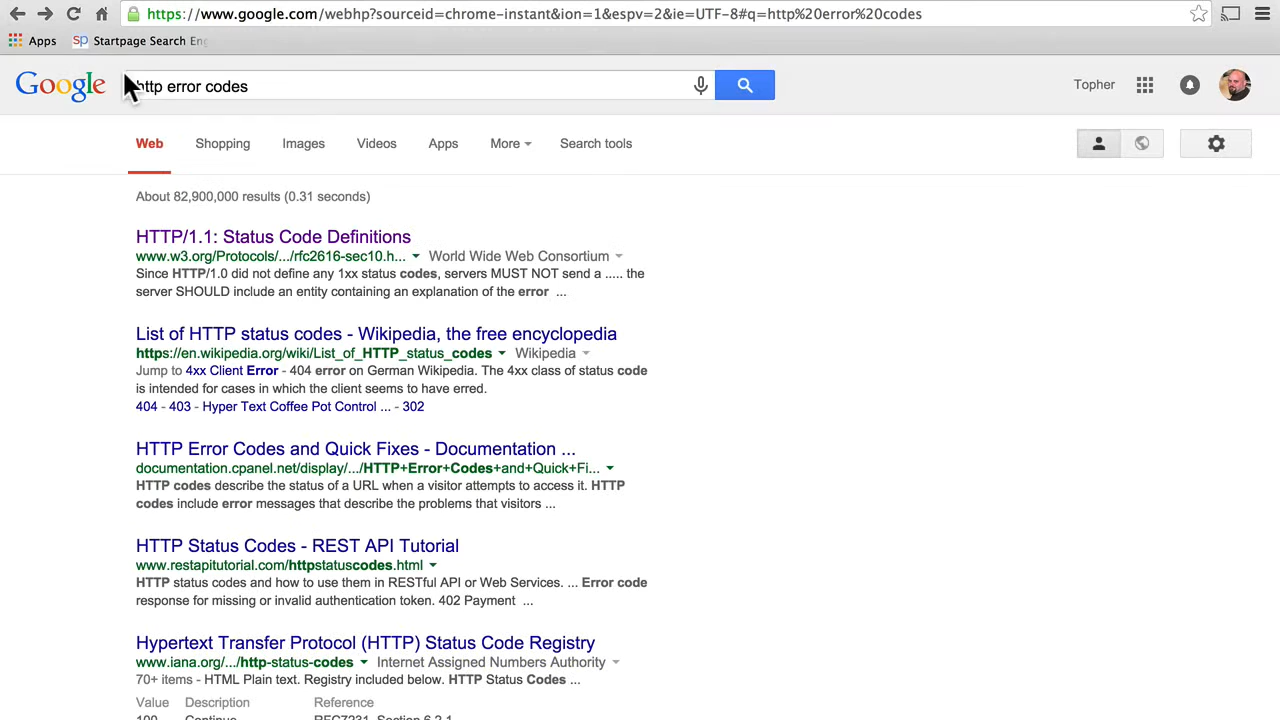 https://www.google.com/webhp?sourceid=chrome-instant&ion=1&espv=2&ie=UTF-8#q=http%20error%20codes
Apps SP Startpage Search Eng
Google http error codes
Topher
Web Shopping Images Videos Apps More Search tools
About 82,900,000 results (0.31 seconds)
HTTP/1.1: Status Code Definitions
www.w3.org/Protocols/.../rfc2616-sec10.h... World Wide Web Consortium
Since HTTP/1.0 did not define any 1xx status codes, servers MUST NOT send a ..... the
server SHOULD include an entity containing an explanation of the error ...
List of HTTP status codes - Wikipedia, the free encyclopedia
https://en.wikipedia.org/wiki/List_of_HTTP_status_codes Wikipedia
Jump to 4xx Client Error - 404 error on German Wikipedia. The 4xx class of status code
is intended for cases in which the client seems to have erred.
404 - 403 - Hyper Text Coffee Pot Control ... - 302
HTTP Error Codes and Quick Fixes - Documentation ...
documentation.cpanel.net/display/.../HTTP+Error+Codes+and+Quick+Fi...
HTTP codes describe the status of a URL when a visitor attempts to access it. HTTP
codes include error messages that describe the problems that visitors ...
HTTP Status Codes - REST API Tutorial
www.restapitutorial.com/httpstatuscodes.html
HTTP status codes and how to use them in RESTful API or Web Services. ... Error code
response for missing or invalid authentication token. 402 Payment ...
Hypertext Transfer Protocol (HTTP) Status Code Registry
www.iana.org/.../http-status-codes Internet Assigned Numbers Authority
70+ items - HTML Plain text. Registry included below. HTTP Status Codes ...
Value Description Reference
100 Continue RFC7231, Section 6.2.1